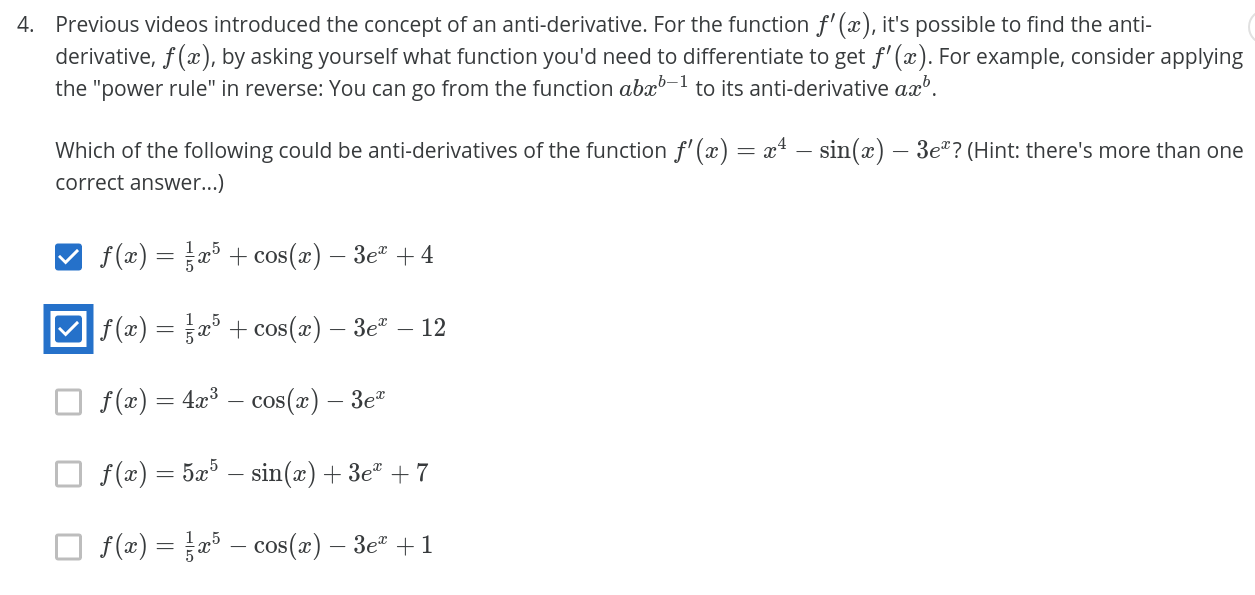 4. Previous videos introduced the concept of an anti-derivative. For the function f′(x), it's possible to find the anti-
derivative, f(x), by asking yourself what function you'd need to differentiate to get f′(x). For example, consider applying
the "power rule" in reverse: You can go from the function abx^{b−1} to its anti-derivative ax^b.
Which of the following could be anti-derivatives of the function f′(x) = x^4 − sin(x) − 3e^x? (Hint: there's more than one
correct answer...)
f(x) = 1/5 x^5 + cos(x) − 3e^x + 4
f(x) = 1/5 x^5 + cos(x) − 3e^x − 12
f(x) = 4x^3 − cos(x) − 3e^x
f(x) = 5x^5 − sin(x) + 3e^x + 7
f(x) = 1/5 x^5 − cos(x) − 3e^x + 1